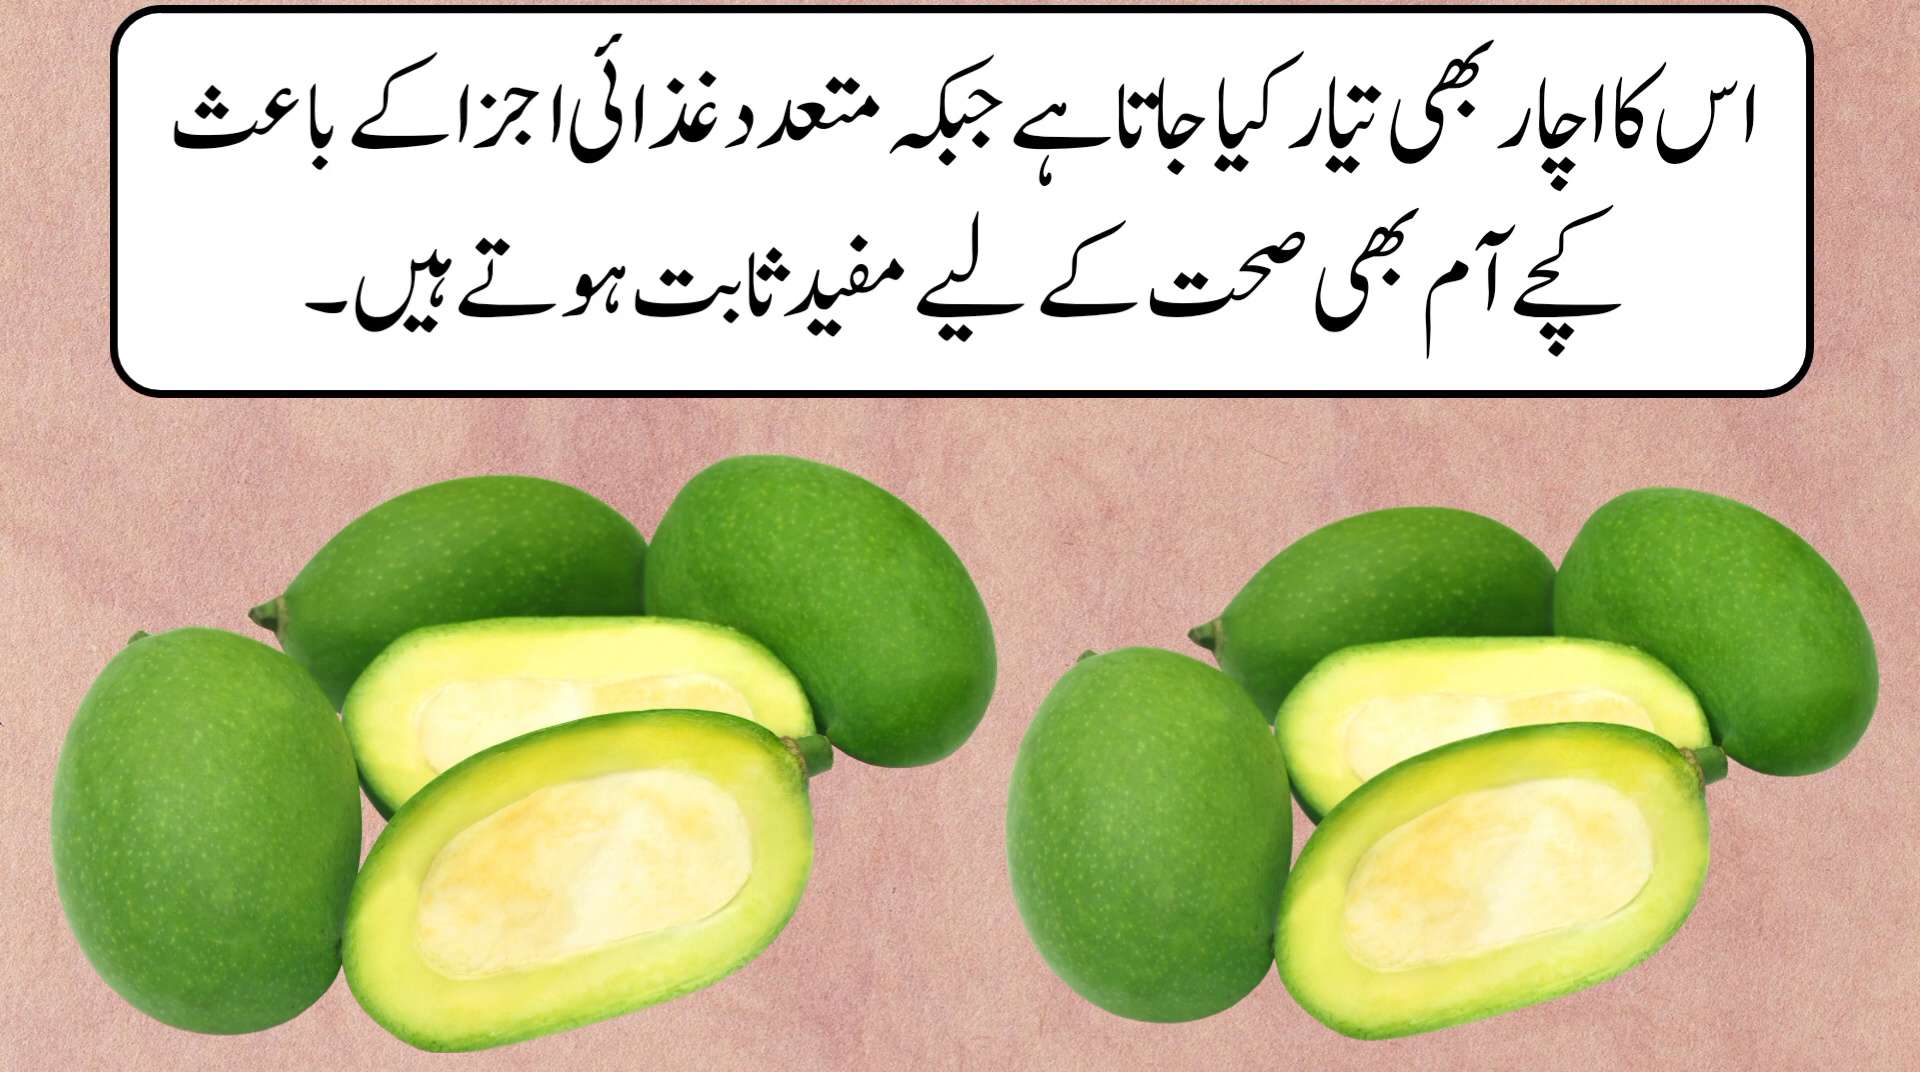 اس کا اچار بھی تیار کیا جاتا ہے جبکہ متعدد غذائی اجزا کے باعث
کچے آم بھی صحت کے لیے مفید ثابت ہوتے ہیں۔